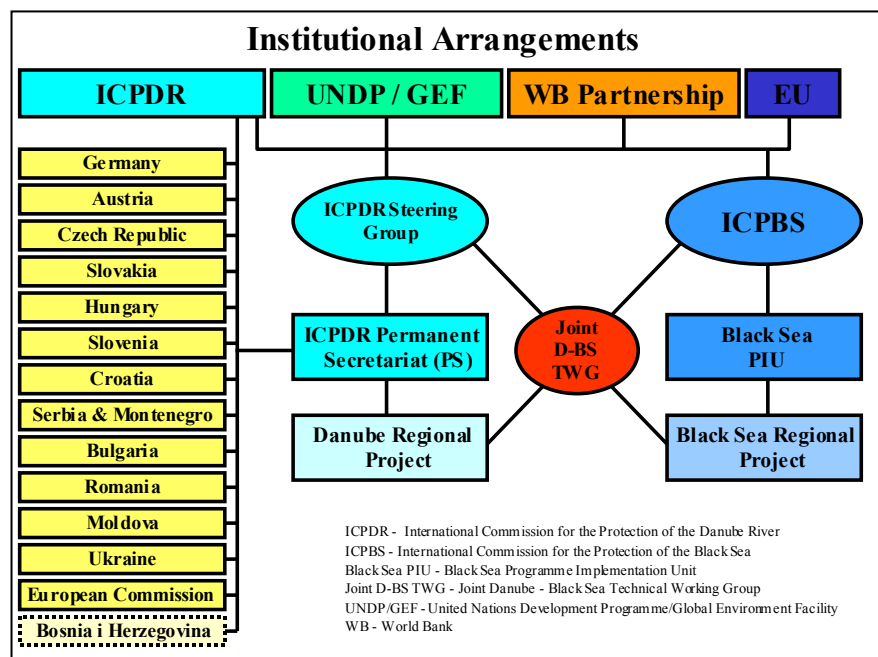 Institutional Arrangements
ICPDR
UNDP / GEF
WB Partnership
EU
Germany
Austria
Czech Republic
Slovakia
Hungary
Slovenia
Croatia
Serbia & Montenegro
Bulgaria
Romania
Moldova
Ukraine
European Commission
Bosnia i Herzegovina
ICPDR Steering
Group
ICPBS
ICPDR Permanent
Secretariat (PS)
Joint
D-BS
TWG
Black Sea
PIU
Danube Regional
Project
Black Sea Regional
Project
ICPDR - International Commission for the Protection of the Danube River
ICPBS - International Commission for the Protection of the Black Sea
Black Sea PIU - Black Sea Programme Implementation Unit
Joint D-BS TWG - Joint Danube - Black Sea Technical Working Group
UNDP/GEF - United Nations Development Programme/Global Environment Facility
WB - World Bank